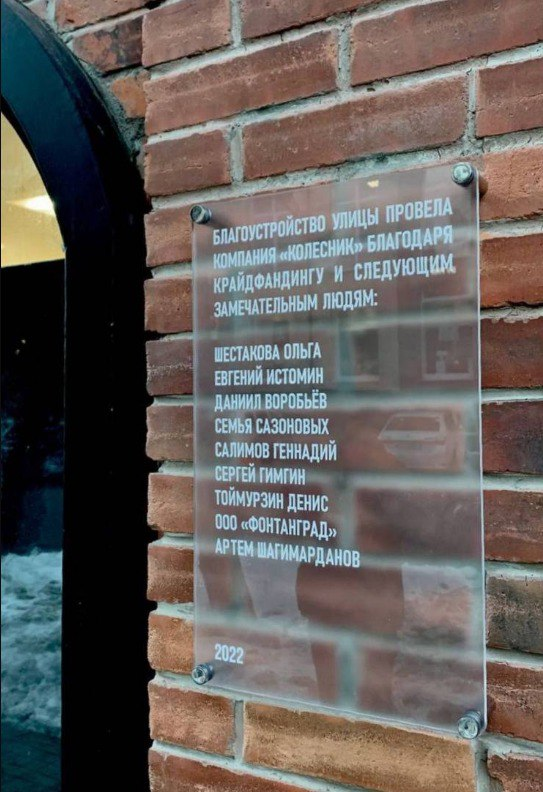 БЛАГОУСТРОЙСТВО УЛИЦЫ ПРОВЕЛА
КОМПАНИЯ «КОЛЕСНИК» БЛАГОДАРЯ
КРАЙДФАНДИНГУ И СЛЕДУЮЩИМ
ЗАМЕЧАТЕЛЬНЫМ ЛЮДЯМ:
ШЕСТАКОВА ОЛЬГА
ЕВГЕНИЙ ИСТОМИН
ДАНИИЛ ВОРОБЬЁВ
СЕМЬЯ САЗОНОВЫХ
САЛИМОВ ГЕННАДИЙ
СЕРГЕЙ ГИМГИН
ТОЙМУРЗИН ДЕНИС
ООО «ФОНТАНГРАД»
АРТЕМ ШАГИМАРДАНОВ
2022